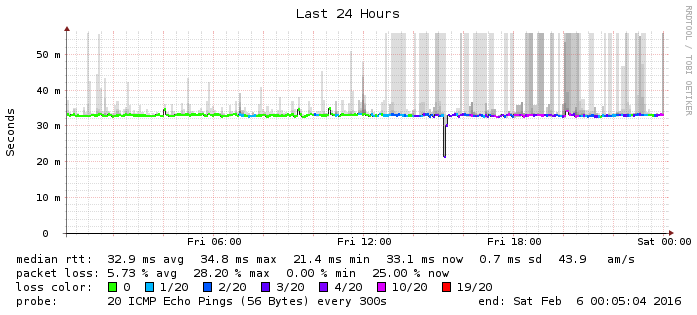 Last 24 Hours
RRDTOOL / TOBI OETIKER
Seconds
50 m
40 m
30 m
20 m
10 m
0
Fri 06:00 Fri 12:00 Fri 18:00 Sat 00:00
median rtt: 32.9 ms avg 34.8 ms max 21.4 ms min 33.1 ms now 0.7 ms sd 43.9 am/s
packet loss: 5.73 % avg 28.20 % max 0.00 % min 25.00 % now
loss color: 0 1/20 2/20 3/20 4/20 10/20 19/20
probe: 20 ICMP Echo Pings (56 Bytes) every 300s end: Sat Feb 6 00:05:04 2016